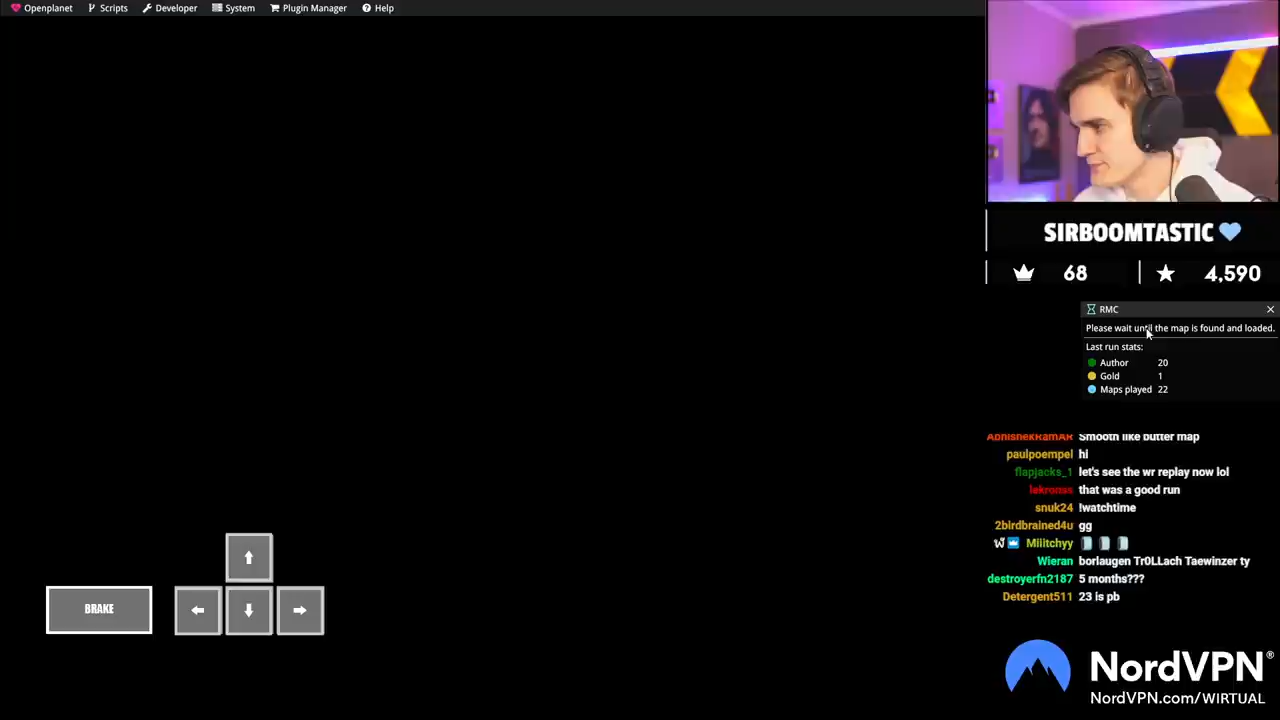 Openplanet Scripts Developer System Plugin Manager Help
SIRBOOMTASTIC
68 4,590
RMC
Please wait until the map is found and loaded.
Last run stats:
Author 20
Gold 1
Maps played 22
AbhishekRamAR Smooth like butter map
paulpoempel hi
flapjacks_1 let's see the wr replay now lol
lekronss that was a good run
snuk24 !watchtime
2birdbrained4u gg
Miiitchyy
Wieran borlaugen Tr0LLach Taewinzer ty
destroyerfn2187 5 months???
Detergent511 23 is pb
BRAKE
NordVPN®
NordVPN.com/WIRTUAL